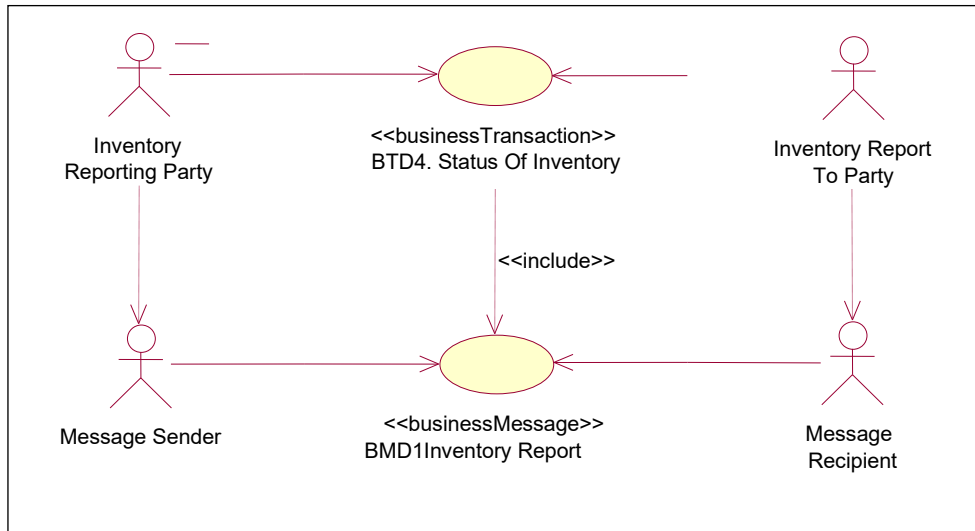 Inventory
Reporting Party
<<businessTransaction>>
BTD4. Status Of Inventory
Inventory Report
To Party
<<include>>
Message Sender
<<businessMessage>>
BMD1Inventory Report
Message
Recipient